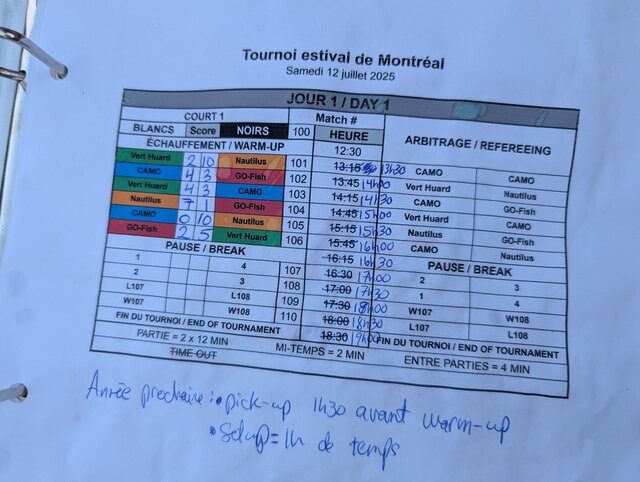 Tournoi estival de Montréal
Samedi 12 juillet 2025
JOUR 1 / DAY 1
COURT 1 Match # ARBITRAGE / REFEREEING
BLANCS Score NOIRS 100 HEURE
ÉCHAUFFEMENT / WARM-UP 12:30
Vert Huard 2 10 Nautilus 101 13:15 13h30 CAMO CAMO
CAMO 4 3 GO-Fish 102 13:45 14h00 Vert Huard Nautilus
Vert Huard 4 3 CAMO 103 14:15 14h30 CAMO GO-Fish
Nautilus 7 1 GO-Fish 104 14:45 15h00 Vert Huard CAMO
CAMO 0 10 Nautilus 105 15:15 15h30 Vert Huard GO-Fish
GO-Fish 2 5 Vert Huard 106 15:45 16h00 CAMO Nautilus
PAUSE / BREAK 16:15 16h30 PAUSE / BREAK
1 4 107 16:30 17h00 2 3
2 3 108 17:00 17h30 1 4
L107 L108 109 17:30 18h00 W107 W108
W107 W108 110 18:00 18h30 L107 L108
FIN DU TOURNOI / END OF TOURNAMENT 18:30 19h00 FIN DU TOURNOI / END OF TOURNAMENT
PARTIE = 2 x 12 MIN MI-TEMPS = 2 MIN ENTRE PARTIES = 4 MIN
TIME OUT
Année prochaine : • pick-up 1h30 avant warm-up
• Setup = 1h de temps